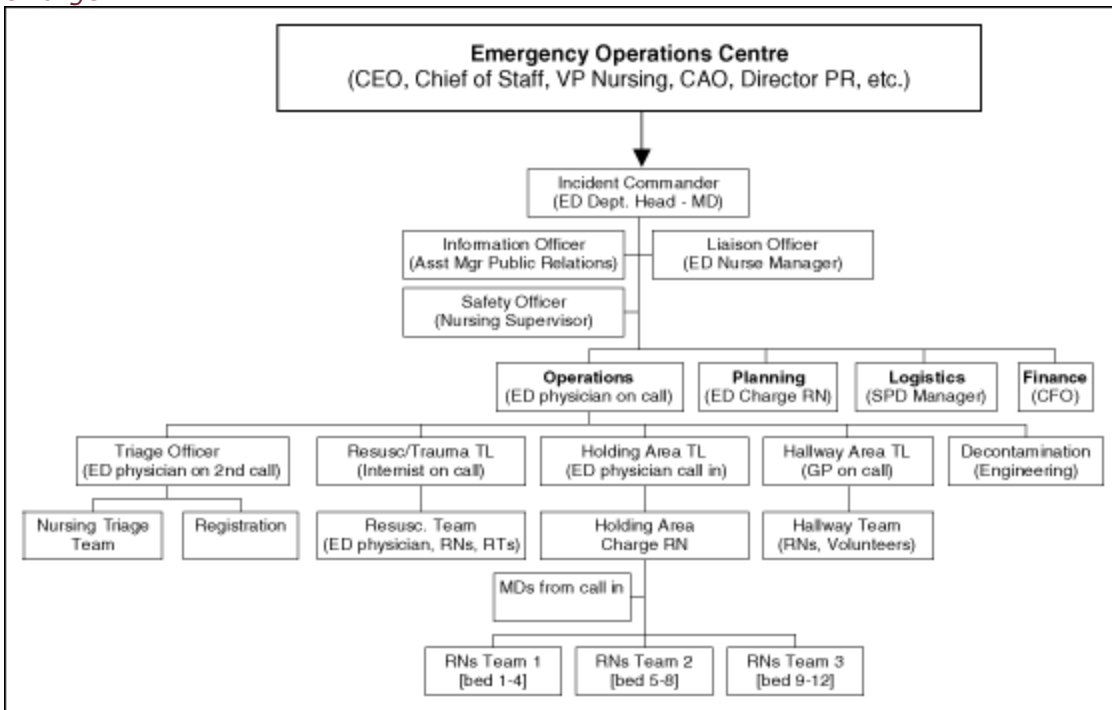 Emergency Operations Centre
(CEO, Chief of Staff, VP Nursing, CAO, Director PR, etc.)
Incident Commander
(ED Dept. Head - MD)
Information Officer
(Asst Mgr Public Relations)
Liaison Officer
(ED Nurse Manager)
Safety Officer
(Nursing Supervisor)
Operations
(ED physician on call)
Planning
(ED Charge RN)
Logistics
(SPD Manager)
Finance
(CFO)
Triage Officer
(ED physician on 2nd call)
Resusc/Trauma TL
(Internist on call)
Holding Area TL
(ED physician call in)
Hallway Area TL
(GP on call)
Decontamination
(Engineering)
Nursing Triage
Team
Registration
Resusc. Team
(ED physician, RNs, RTs)
Holding Area
Charge RN
Hallway Team
(RNs, Volunteers)
MDs from call in
RNs Team 1
[bed 1-4]
RNs Team 2
[bed 5-8]
RNs Team 3
[bed 9-12]